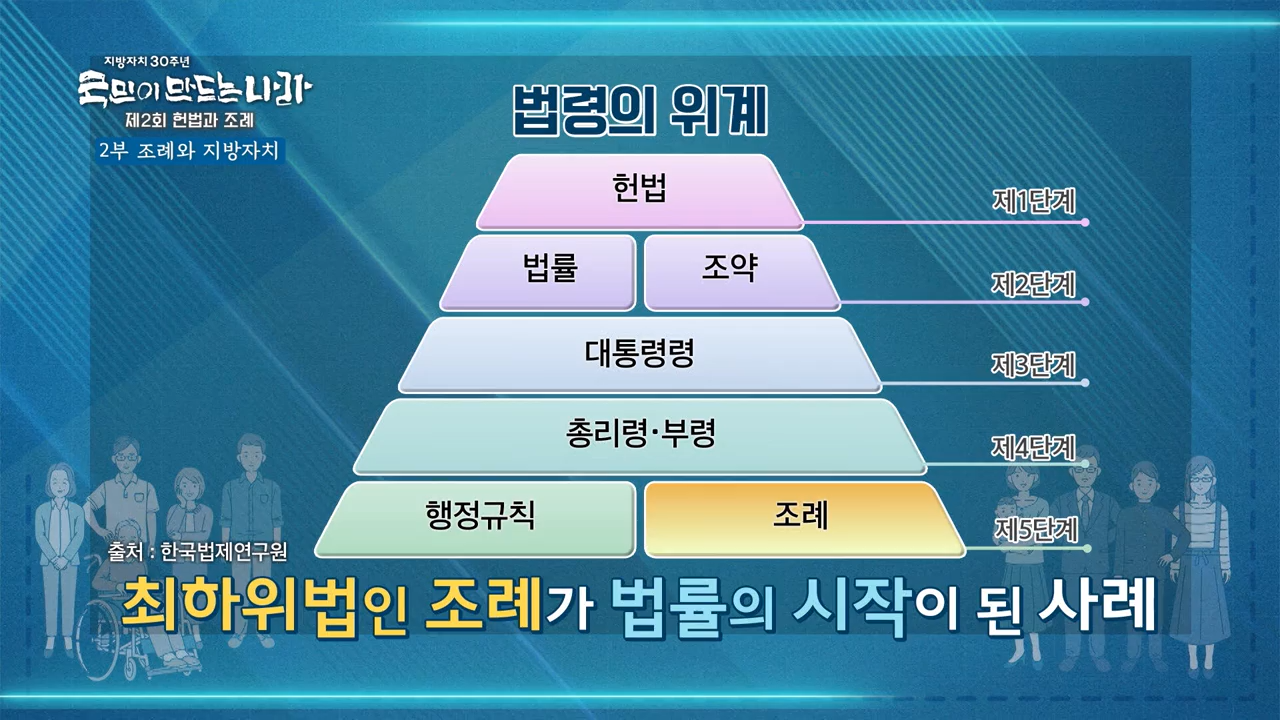 지방자치 30주년
국민이 만드는 나라
제2회 헌법과 조례
2부 조례와 지방자치
법령의 위계
헌법
제1단계
법률
조약
제2단계
대통령령
제3단계
총리령·부령
제4단계
행정규칙
조례
제5단계
출처 : 한국법제연구원
최하위법인 조례가 법률의 시작이 된 사례